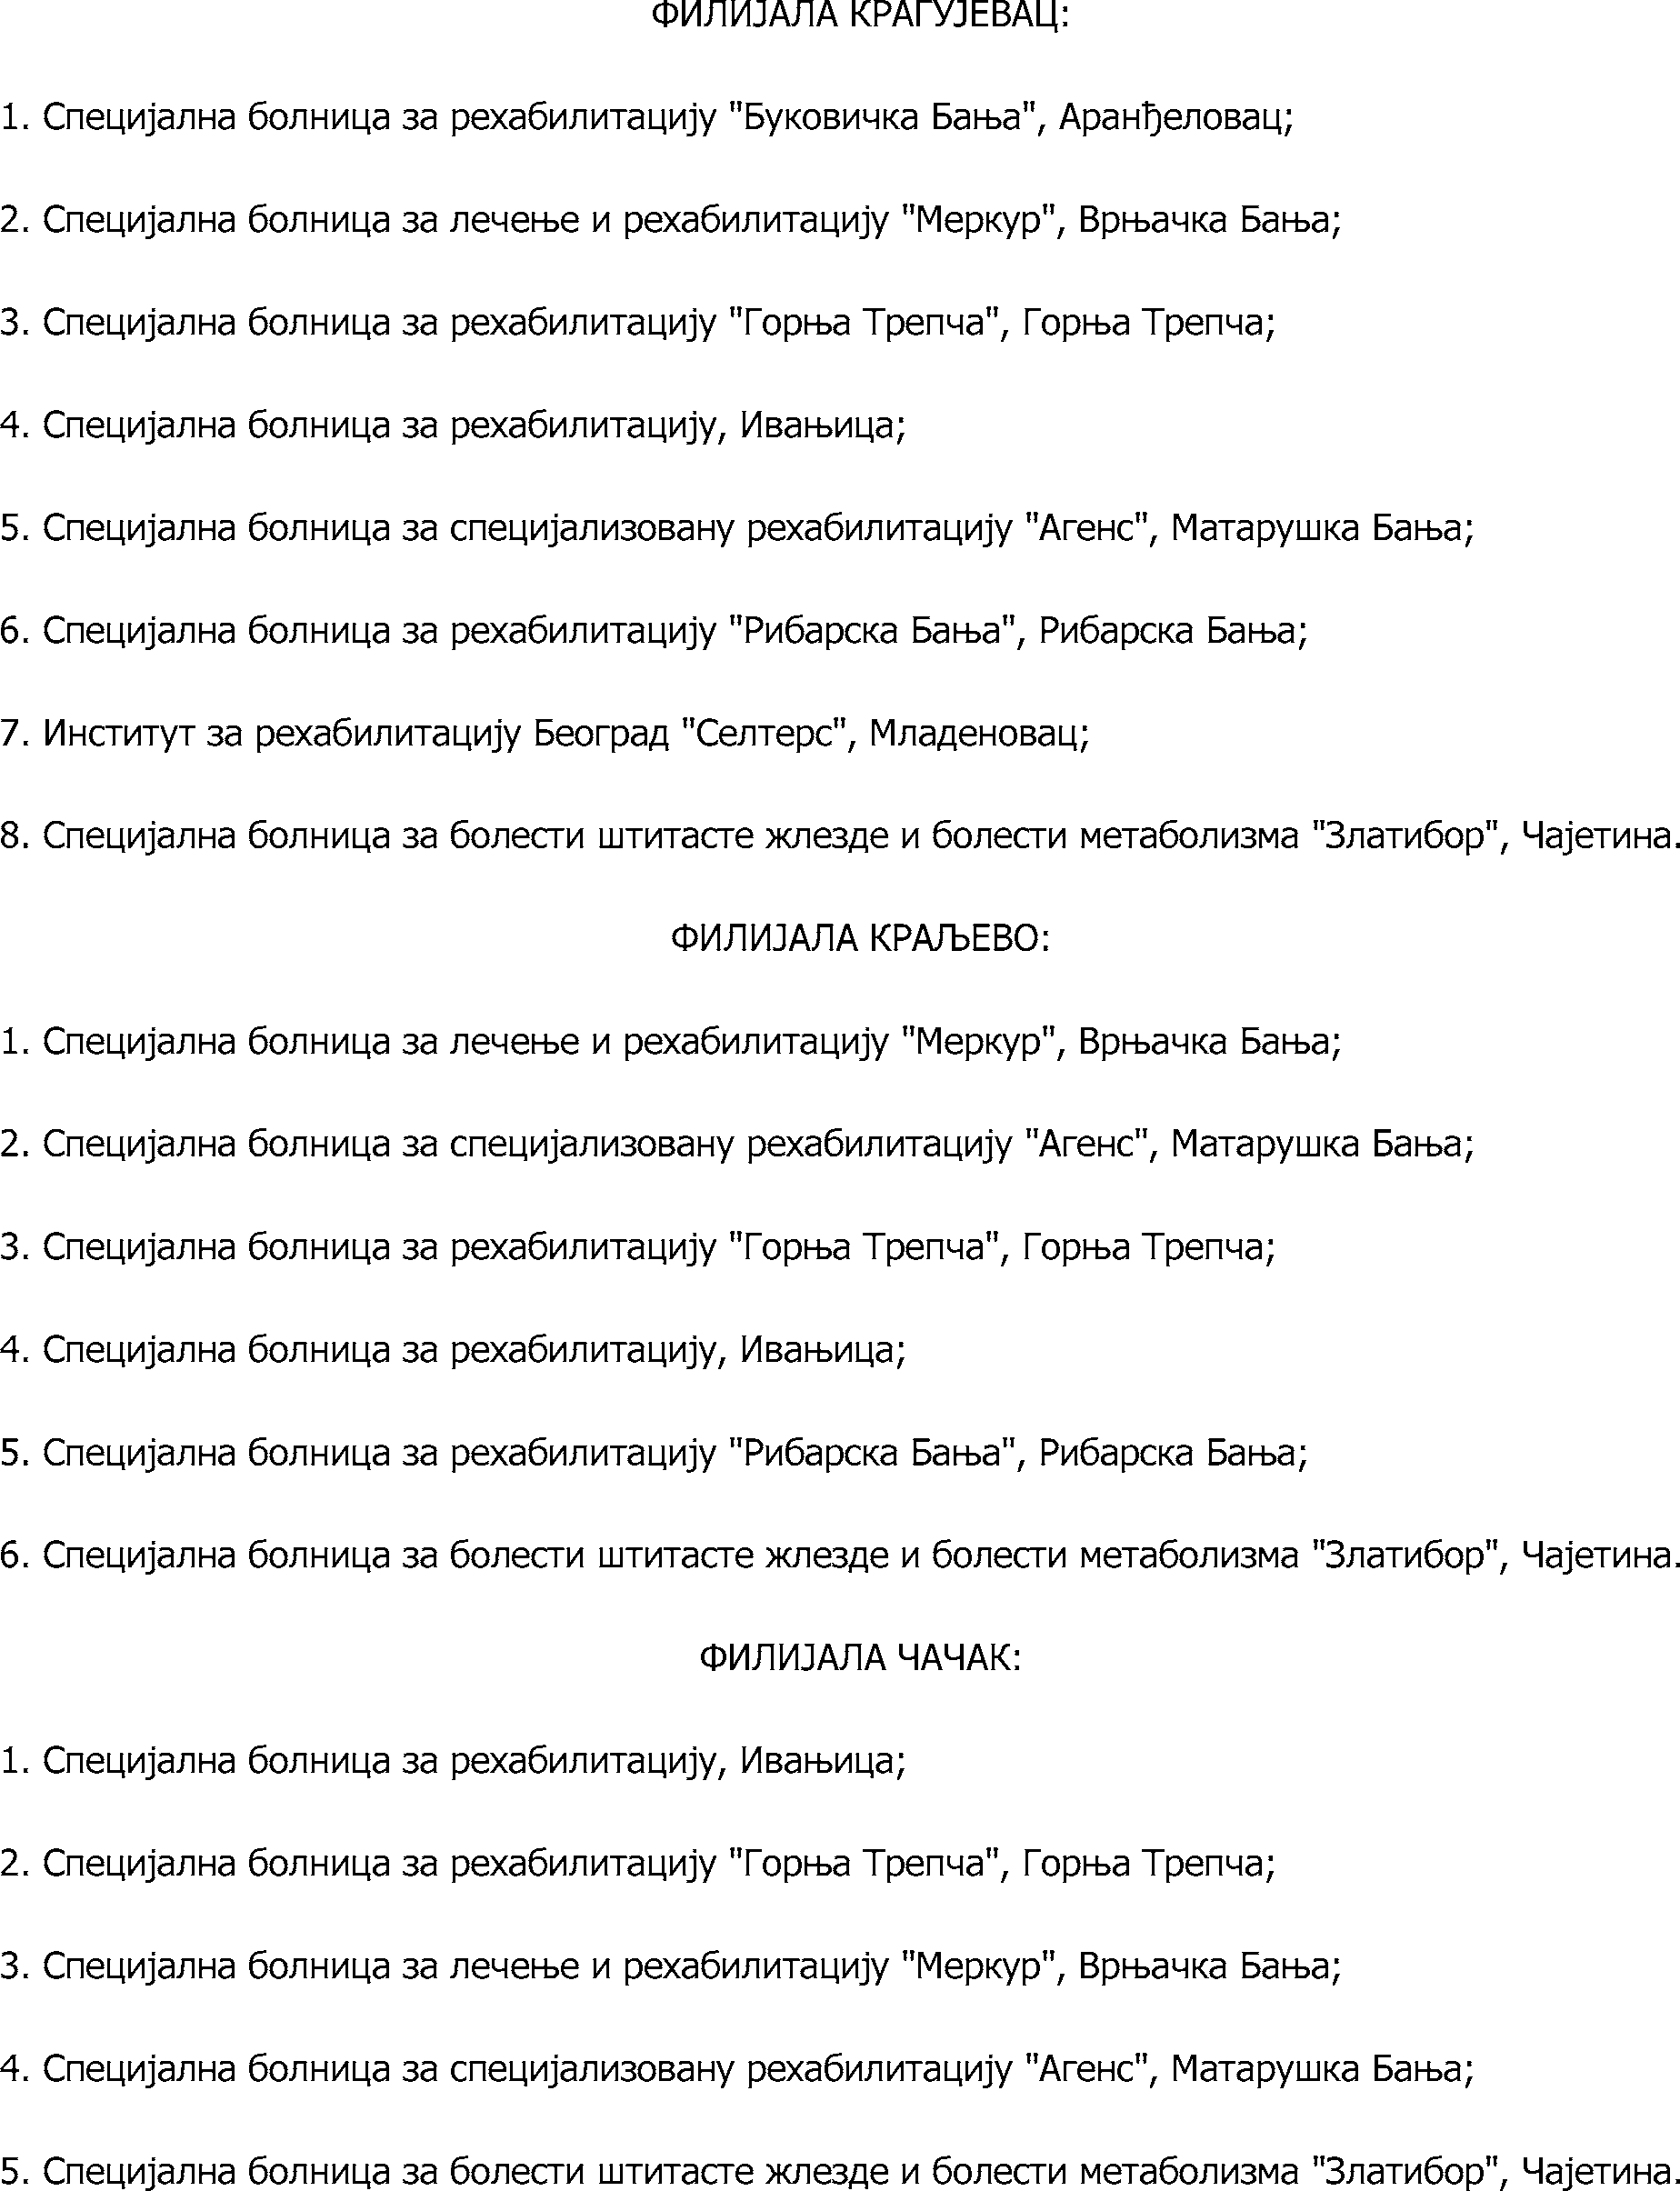 ФИЛИЈАЛА КРАГУЈЕВАЦ:
1. Специјална болница за рехабилитацију "Буковичка Бања", Аранђеловац;
2. Специјална болница за лечење и рехабилитацију "Меркур", Врњачка Бања;
3. Специјална болница за рехабилитацију "Горња Трепча", Горња Трепча;
4. Специјална болница за рехабилитацију, Ивањица;
5. Специјална болница за специјализовану рехабилитацију "Агенс", Матарушка Бања;
6. Специјална болница за рехабилитацију "Рибарска Бања", Рибарска Бања;
7. Институт за рехабилитацију Београд "Селтерс", Младеновац;
8. Специјална болница за болести штитасте жлезде и болести метаболизма "Златибор", Чајетина.
ФИЛИЈАЛА КРАЉЕВО:
1. Специјална болница за лечење и рехабилитацију "Меркур", Врњачка Бања;
2. Специјална болница за специјализовану рехабилитацију "Агенс", Матарушка Бања;
3. Специјална болница за рехабилитацију "Горња Трепча", Горња Трепча;
4. Специјална болница за рехабилитацију, Ивањица;
5. Специјална болница за рехабилитацију "Рибарска Бања", Рибарска Бања;
6. Специјална болница за болести штитасте жлезде и болести метаболизма "Златибор", Чајетина.
ФИЛИЈАЛА ЧАЧАК:
1. Специјална болница за рехабилитацију, Ивањица;
2. Специјална болница за рехабилитацију "Горња Трепча", Горња Трепча;
3. Специјална болница за лечење и рехабилитацију "Меркур", Врњачка Бања;
4. Специјална болница за специјализовану рехабилитацију "Агенс", Матарушка Бања;
5. Специјална болница за болести штитасте жлезде и болести метаболизма "Златибор", Чајетина.